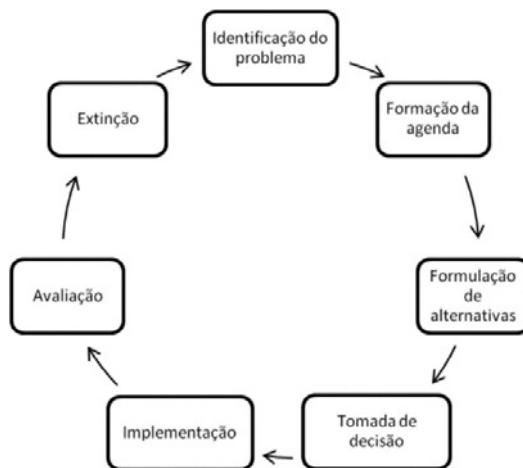 Identificação do
problema
Formação da
agenda
Formulação
de
alternativas
Tomada de
decisão
Implementação
Avaliação
Extinção